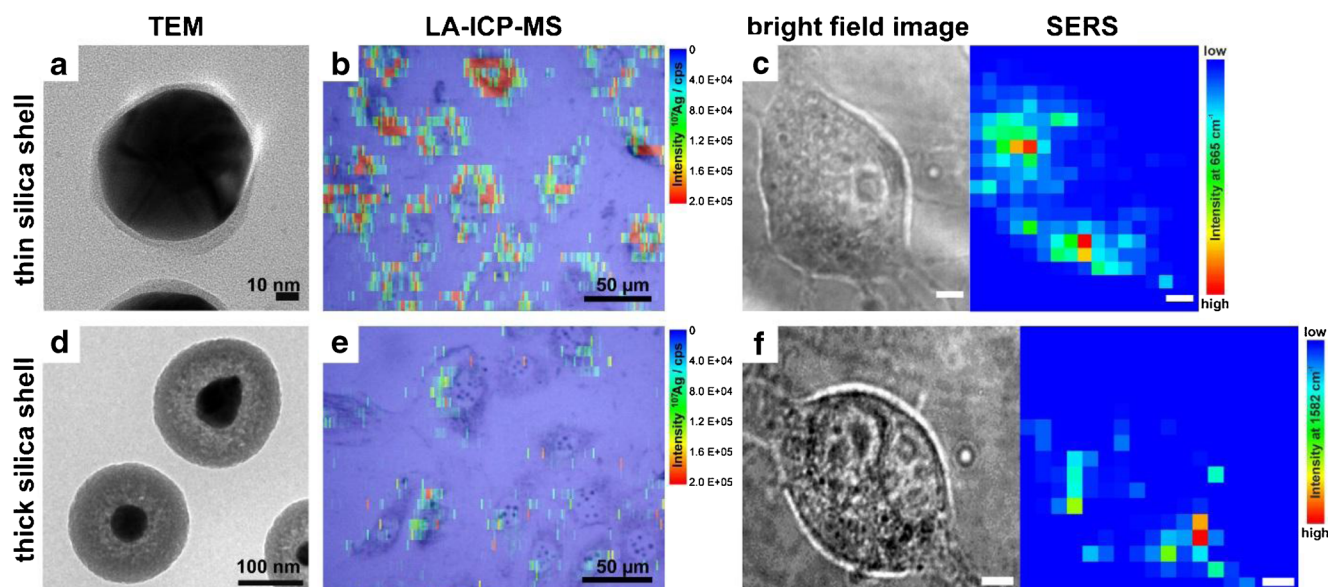 TEM
LA-ICP-MS
bright field image
SERS
thin silica shell
a
10 nm
b
50 µm
0
4.0 E+04
8.0 E+04
1.2 E+05
1.6 E+05
2.0 E+05
Intensity ¹⁰⁷Ag / cps
c
low
Intensity at 665 cm⁻¹
high
thick silica shell
d
100 nm
e
50 µm
0
4.0 E+04
8.0 E+04
1.2 E+05
1.6 E+05
2.0 E+05
Intensity ¹⁰⁷Ag / cps
f
low
Intensity at 1582 cm⁻¹
high